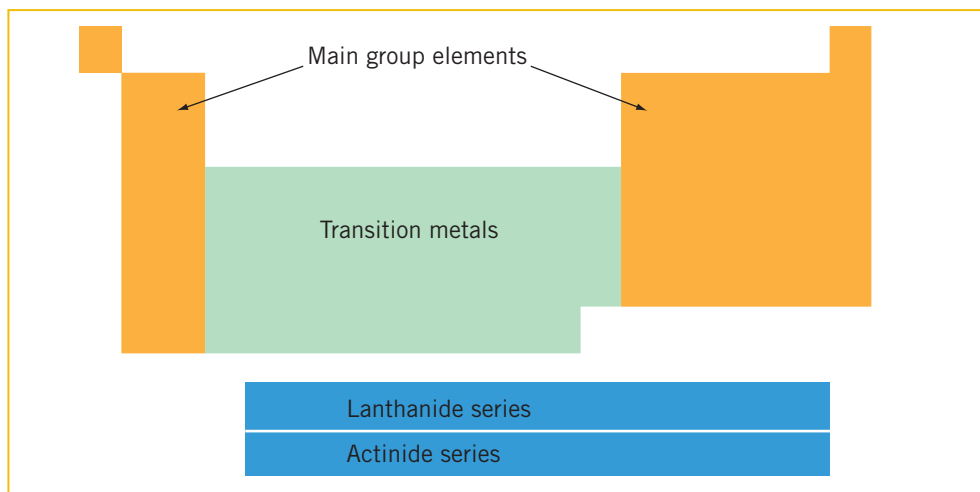 Main group elements
Transition metals
Lanthanide series
Actinide series